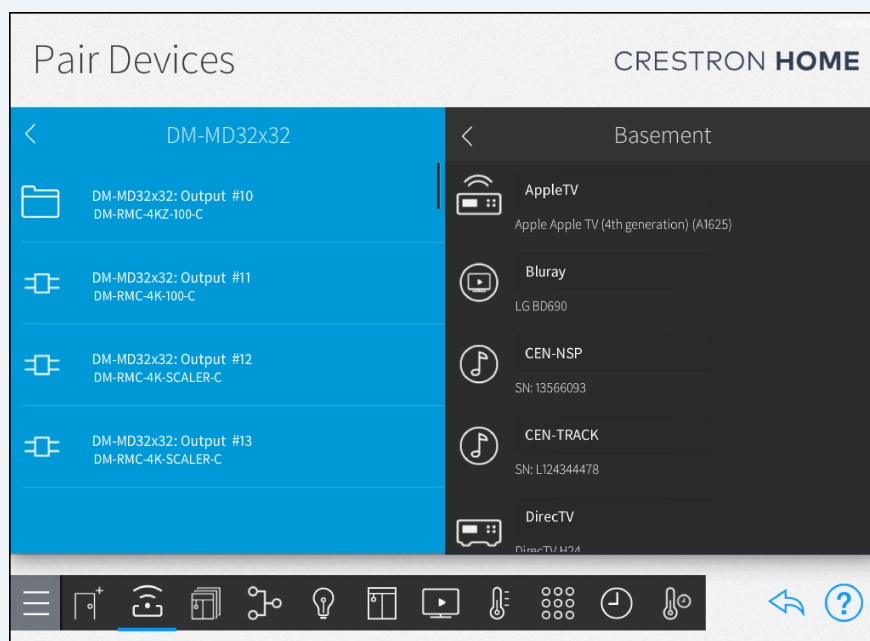 Pair Devices
CRESTRON HOME
DM-MD32x32
DM-MD32x32: Output #10
DM-RMC-4KZ-100-C
DM-MD32x32: Output #11
DM-RMC-4K-100-C
DM-MD32x32: Output #12
DM-RMC-4K-SCALER-C
DM-MD32x32: Output #13
DM-RMC-4K-SCALER-C
Basement
AppleTV
Apple Apple TV (4th generation) (A1625)
Bluray
LG BD690
CEN-NSP
SN: 13566093
CEN-TRACK
SN: L124344478
DirecTV
DirecTV H24
?